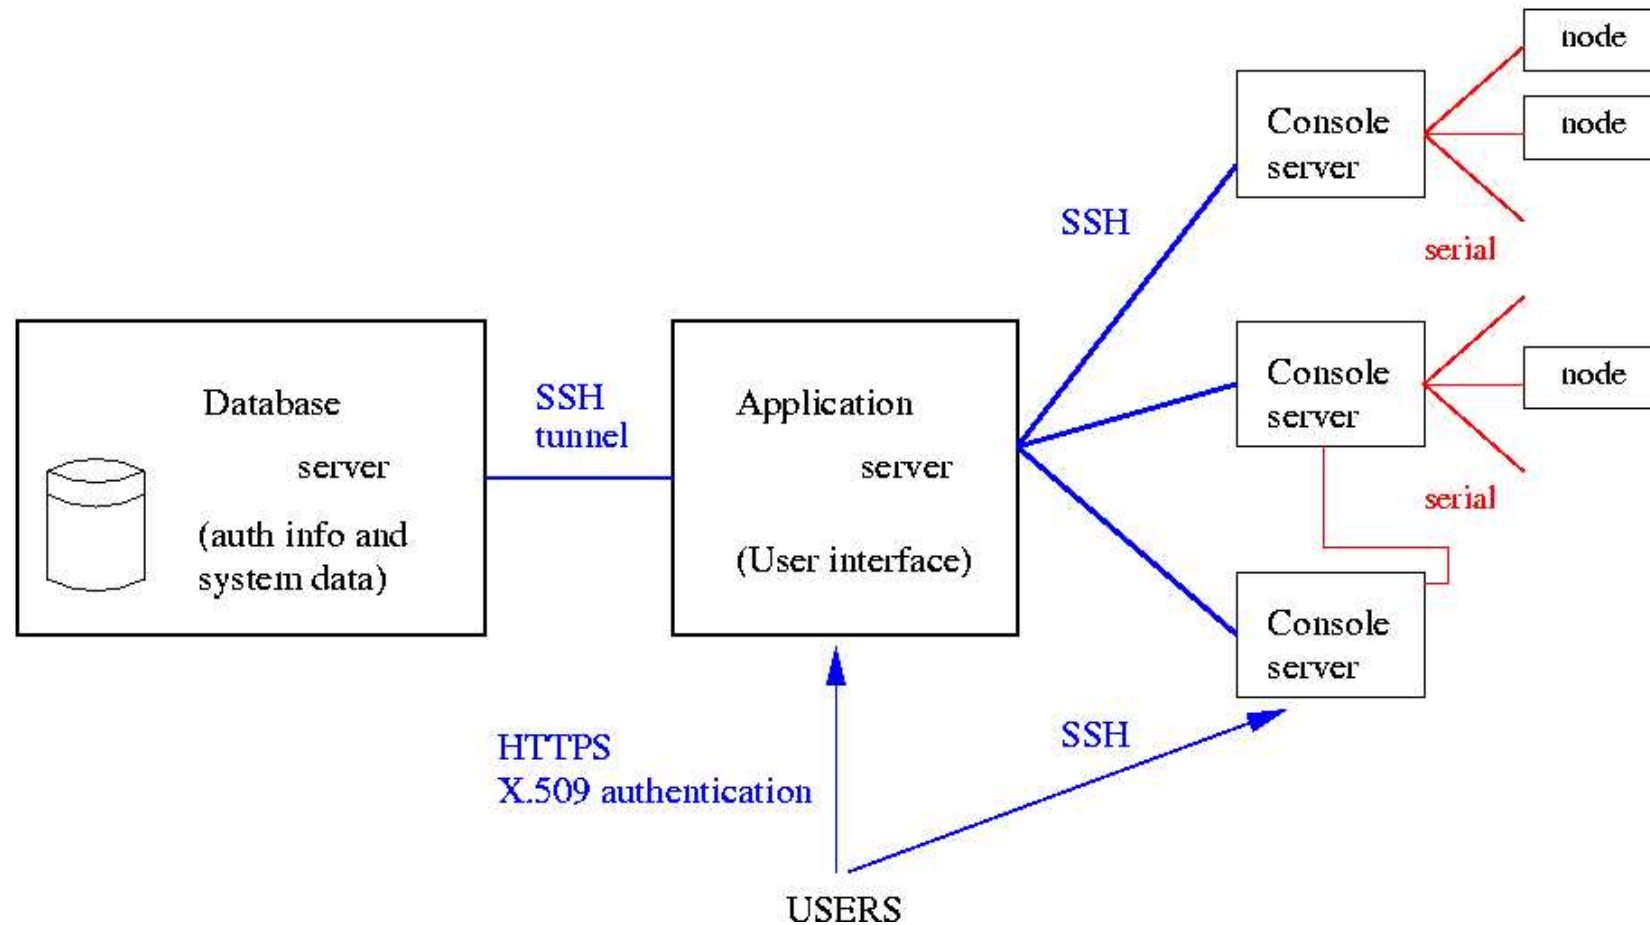 node
node
Console
server
SSH
serial
Database
server
(auth info and
system data)
SSH
tunnel
Application
server
(User interface)
Console
server
node
serial
Console
server
HTTPS
X.509 authentication
SSH
USERS